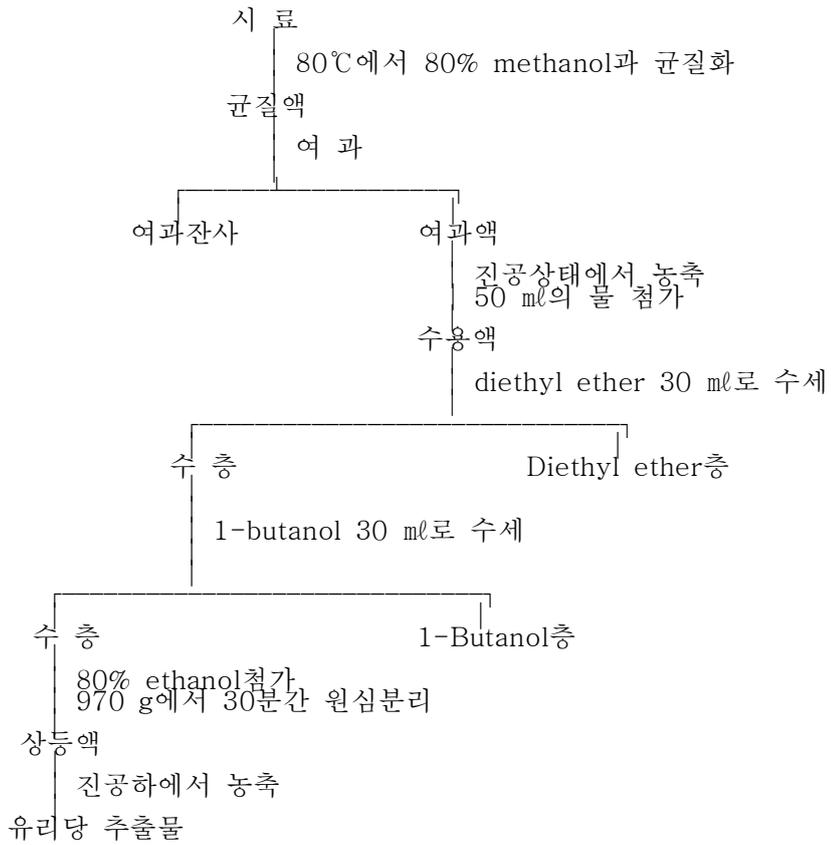 시 료
80℃에서 80% methanol과 균질화
균질액
여 과
여과잔사 여과액
진공상태에서 농축
50 ㎖의 물 첨가
수용액
diethyl ether 30 ㎖로 수세
수 층 Diethyl ether층
1-butanol 30 ㎖로 수세
수 층 1-Butanol층
80% ethanol첨가
970 g에서 30분간 원심분리
상등액
진공하에서 농축
유리당 추출물